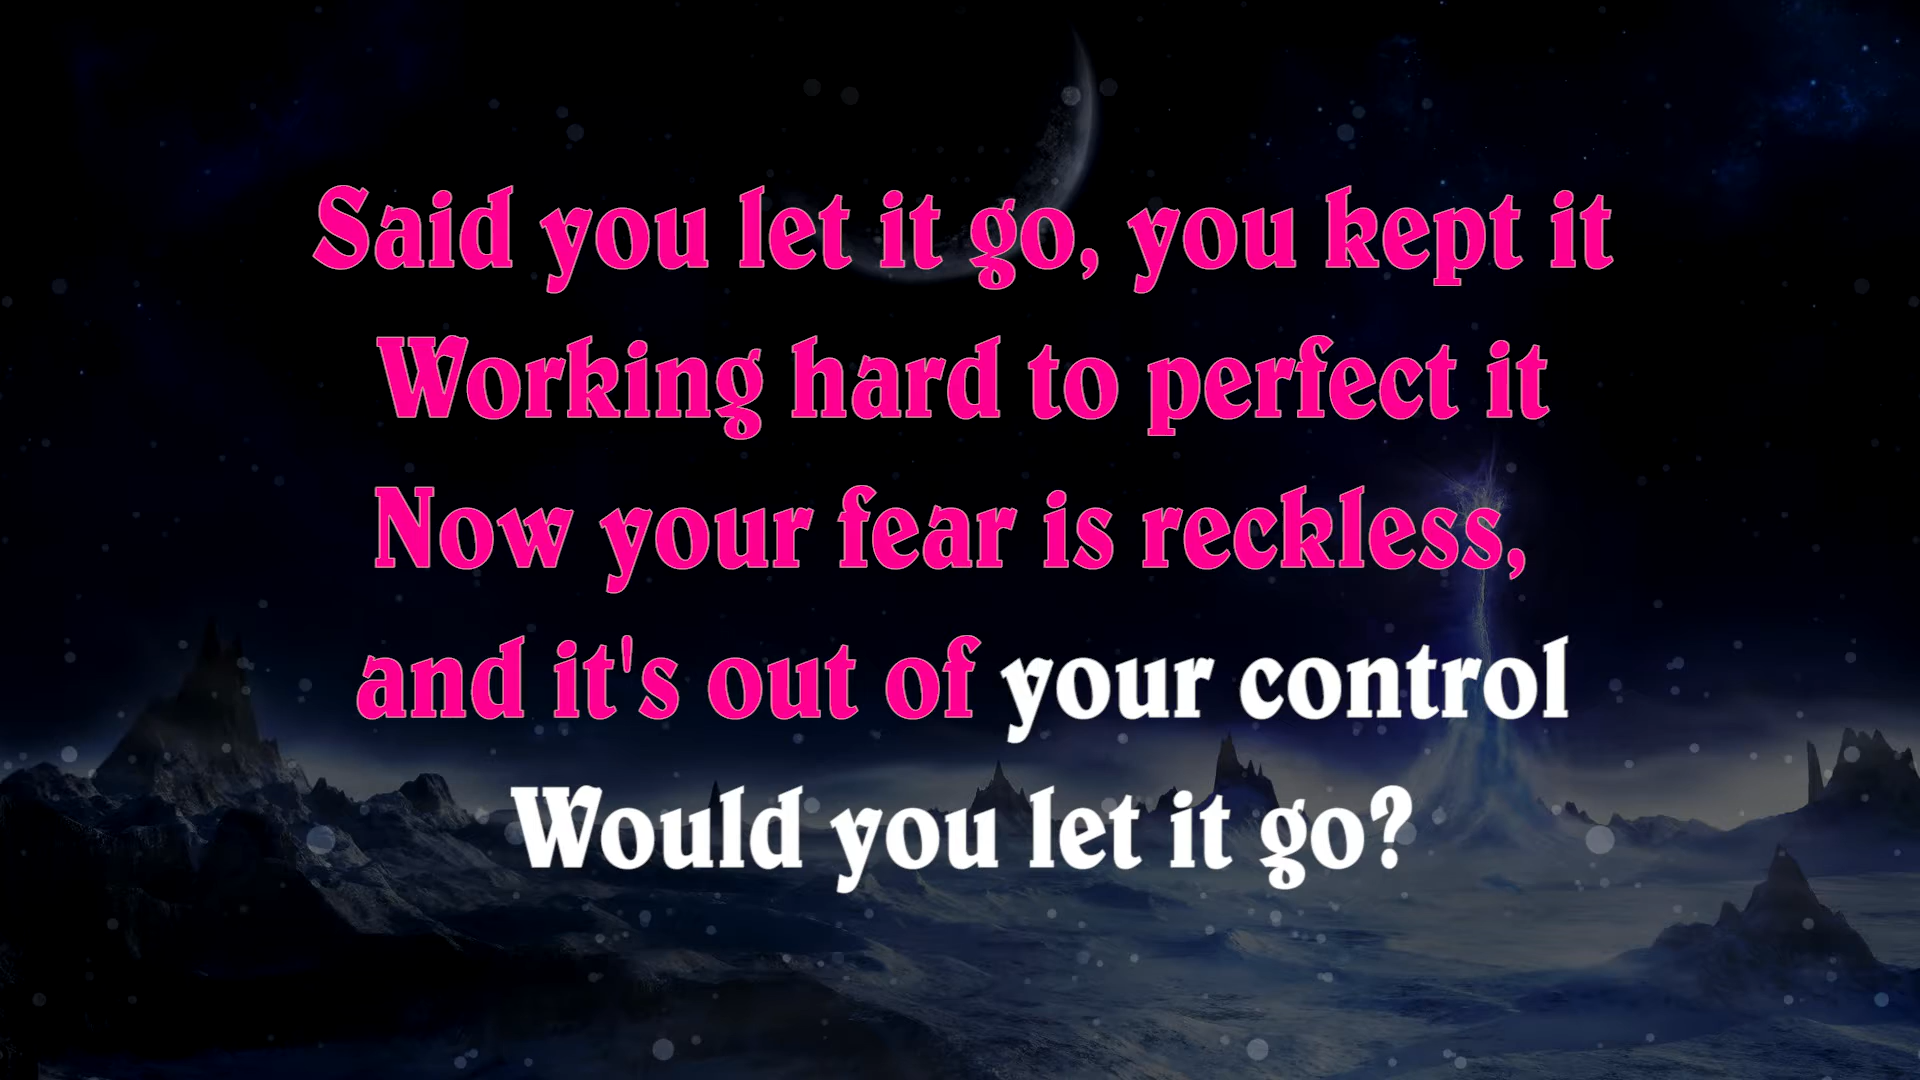 Said you let it go, you kept it
Working hard to perfect it
Now your fear is reckless,
and it's out of your control
Would you let it go?